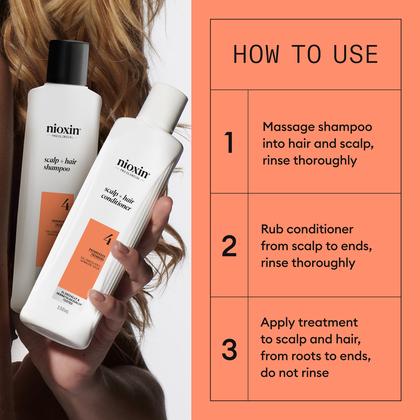 HOW TO USE
1
Massage shampoo
into hair and scalp,
rinse thoroughly
2
Rub conditioner
from scalp to ends,
rinse thoroughly
3
Apply treatment
to scalp and hair,
from roots to ends,
do not rinse
nioxin
scalp + hair
shampoo
4
nioxin
scalp + hair
conditioner
4